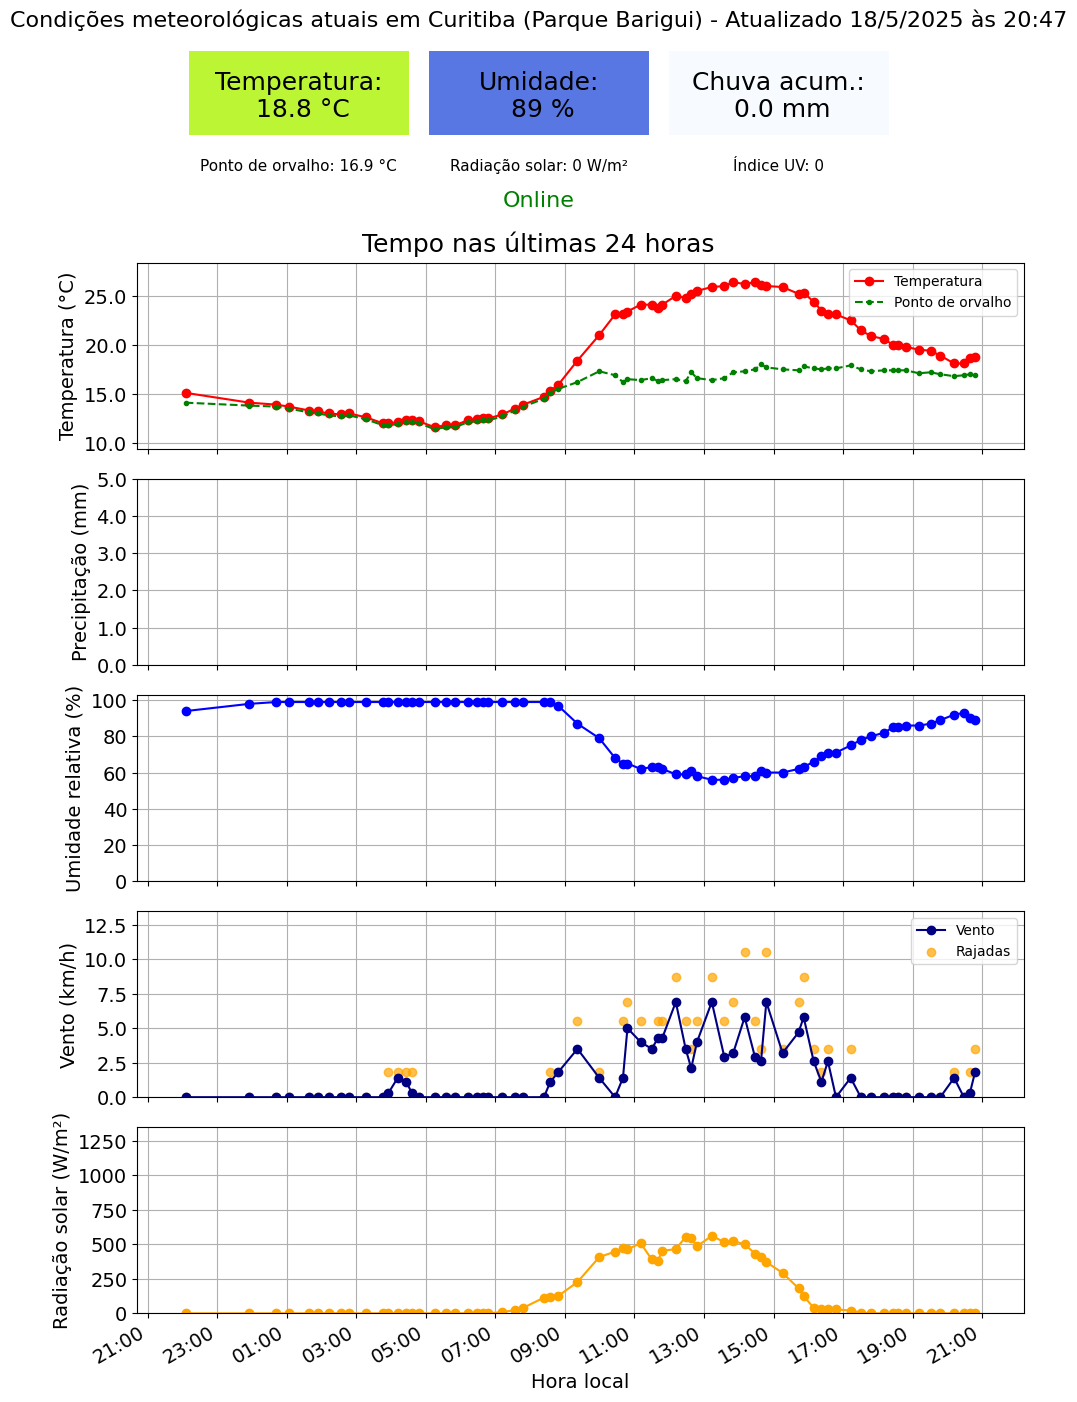 Condições meteorológicas atuais em Curitiba (Parque Barigui) - Atualizado 18/5/2025 às 20:47
Temperatura:
18.8 °C
Umidade:
89 %
Chuva acum.:
0.0 mm
Ponto de orvalho: 16.9 °C
Radiação solar: 0 W/m²
Índice UV: 0
Online
Tempo nas últimas 24 horas
Temperatura (°C)
25.0
20.0
15.0
10.0
Temperatura
Ponto de orvalho
Precipitação (mm)
5.0
4.0
3.0
2.0
1.0
0.0
Umidade relativa (%)
100
80
60
40
20
0
Vento (km/h)
12.5
10.0
7.5
5.0
2.5
0.0
Vento
Rajadas
Radiação solar (W/m²)
1250
1000
750
500
250
0
21:00
23:00
01:00
03:00
05:00
07:00
09:00
11:00
13:00
15:00
17:00
19:00
21:00
Hora local